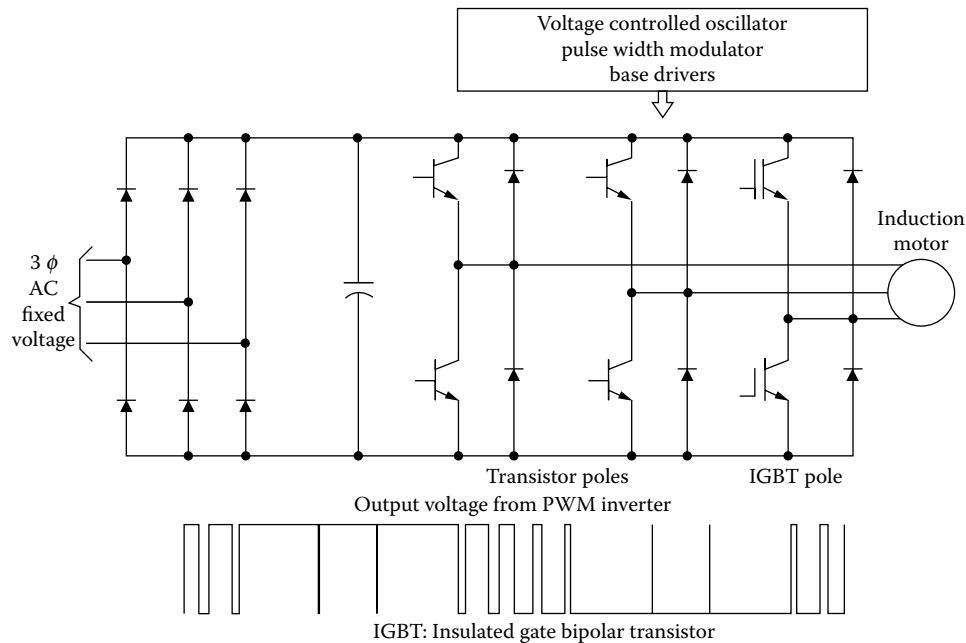 Voltage controlled oscillator
pulse width modulator
base drivers
Induction
motor
3 ϕ
AC
fixed
voltage
Transistor poles
IGBT pole
Output voltage from PWM inverter
IGBT: Insulated gate bipolar transistor